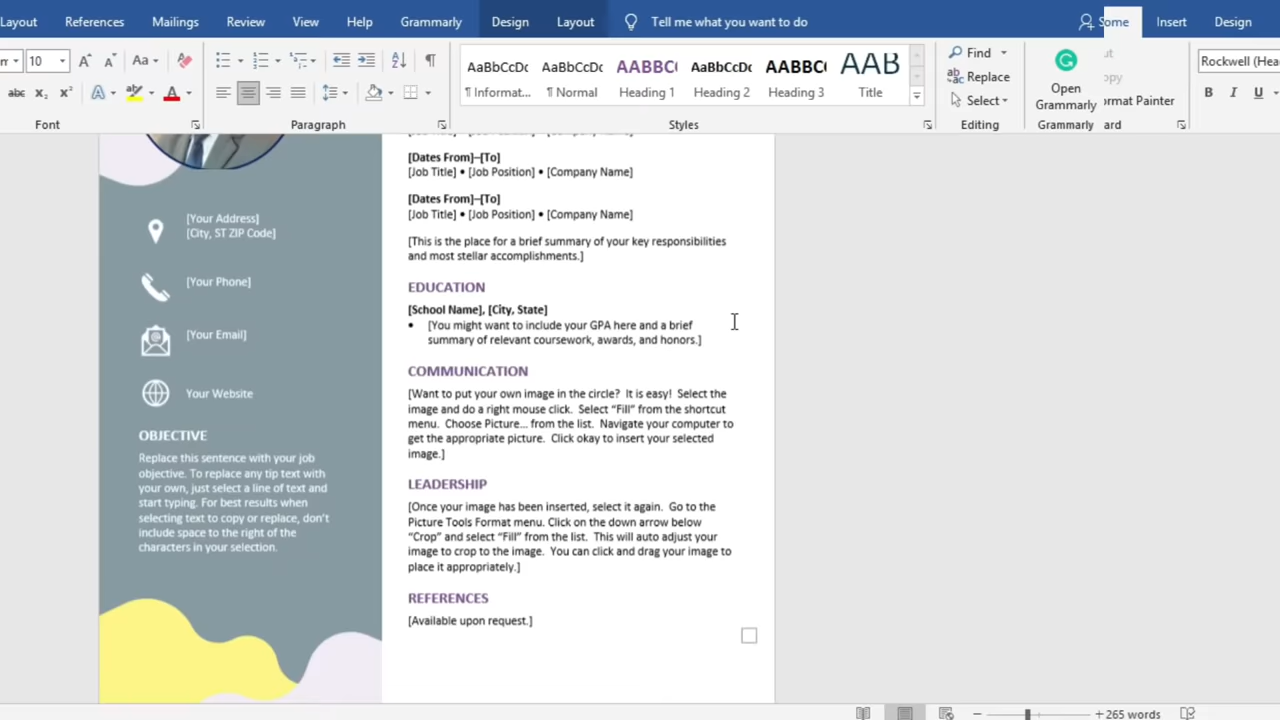 Layout References Mailings Review View Help Grammarly Design Layout Tell me what you want to do Some Insert Design
10 Aa Find Rockwell (Hea
AaBbCcDc AaBbCcDc AABBC AaBbCcDc AABBC AAB Replace Open Format Painter
¶ Informat... ¶ Normal Heading 1 Heading 2 Heading 3 Title Select Grammarly B I U
Font Paragraph Styles Editing Grammarly
[Your Address]
[City, ST ZIP Code]
[Your Phone]
[Your Email]
Your Website
OBJECTIVE
Replace this sentence with your job
objective. To replace any tip text with
your own, just select a line of text and
start typing. For best results when
selecting text to copy or replace, don't
include space to the right of the
characters in your selection.
[Dates From]–[To]
[Job Title] • [Job Position] • [Company Name]
[Dates From]–[To]
[Job Title] • [Job Position] • [Company Name]
[This is the place for a brief summary of your key responsibilities
and most stellar accomplishments.]
EDUCATION
[School Name], [City, State]
• [You might want to include your GPA here and a brief
summary of relevant coursework, awards, and honors.]
COMMUNICATION
[Want to put your own image in the circle? It is easy! Select the
image and do a right mouse click. Select “Fill” from the shortcut
menu. Choose Picture... from the list. Navigate your computer to
get the appropriate picture. Click okay to insert your selected
image.]
LEADERSHIP
[Once your image has been inserted, select it again. Go to the
Picture Tools Format menu. Click on the down arrow below
“Crop” and select “Fill” from the list. This will auto adjust your
image to crop to the image. You can click and drag your image to
place it appropriately.]
REFERENCES
[Available upon request.]
265 words